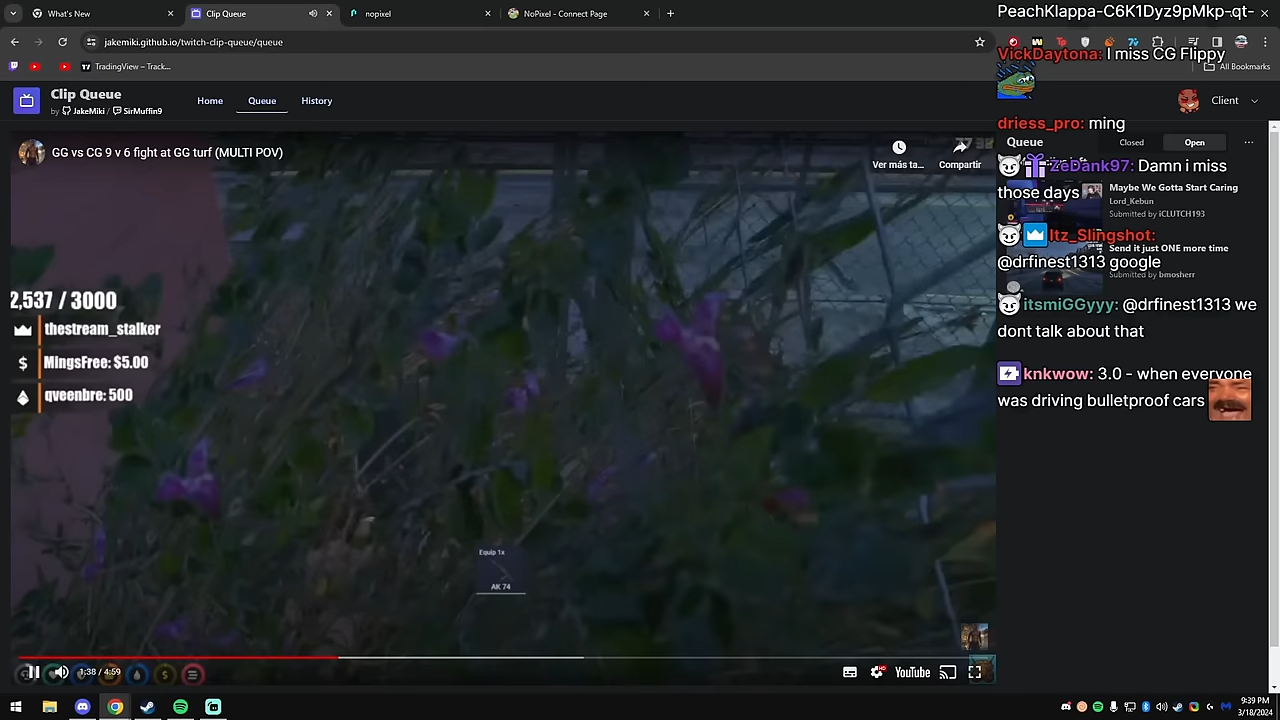 What's New
Clip Queue
nopixel
NoPixel - Connect Page
PeachKlappa-C6K1Dyz9pMkp-qt-
jakemiki.github.io/twitch-clip-queue/queue
VickDaytona: I miss CG Flippy
TradingView – Track...
All Bookmarks
Clip Queue
by JakeMiki / SirMuffin9
Home
Queue
History
Client
driess_pro: ming
Queue
Closed
Open
GG vs CG 9 v 6 fight at GG turf (MULTI POV)
Ver más ta...
Compartir
ZeDank97: Damn i miss
those days
Maybe We Gotta Start Caring
Lord_Kebun
Submitted by iCLUTCH193
Itz_Slingshot:
@drfinest1313 google
Send it just ONE more time
Submitted by bmosherr
itsmiGGyyy: @drfinest1313 we
dont talk about that
knkwow: 3.0 - when everyone
was driving bulletproof cars
2,537 / 3000
thestream_stalker
MingsFree: $5.00
qveenbre: 500
Equip 1x
AK 74
1:38 / 4:59
HD
YouTube
9:39 PM
3/18/2024